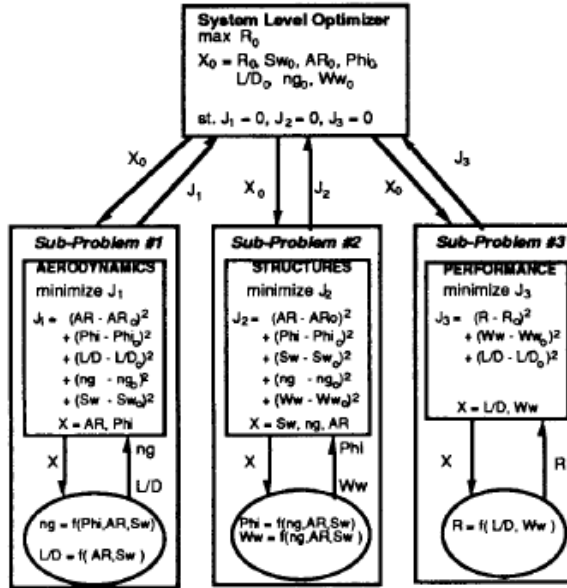 System Level Optimizer
max R₀
X₀ = R₀, Sw₀, AR₀, Phi₀,
L/D₀, ng₀, Ww₀
st. J₁ = 0, J₂ = 0, J₃ = 0
X₀
J₁
X₀
J₂
X₀
J₃
Sub-Problem #1
AERODYNAMICS
minimize J₁
J₁ = (AR - AR₀)²
+ (Phi - Phi₀)²
+ (L/D - L/D₀)²
+ (ng - ng₀)²
+ (Sw - Sw₀)²
X = AR, Phi
X
ng
L/D
ng = f(Phi,AR,Sw)
L/D = f( AR,Sw )
Sub-Problem #2
STRUCTURES
minimize J₂
J₂ = (AR - AR₀)²
+ (Phi - Phi₀)²
+ (Sw - Sw₀)²
+ (ng - ng₀)²
+ (Ww - Ww₀)²
X = Sw, ng, AR
X
Phi
Ww
Phi = f(ng,AR,Sw)
Ww = f(ng,AR,Sw )
Sub-Problem #3
PERFORMANCE
minimize J₃
J₃ = (R - R₀)²
+ (Ww - Ww₀)²
+ (L/D - L/D₀)²
X = L/D, Ww
X
R
R = f( L/D, Ww )